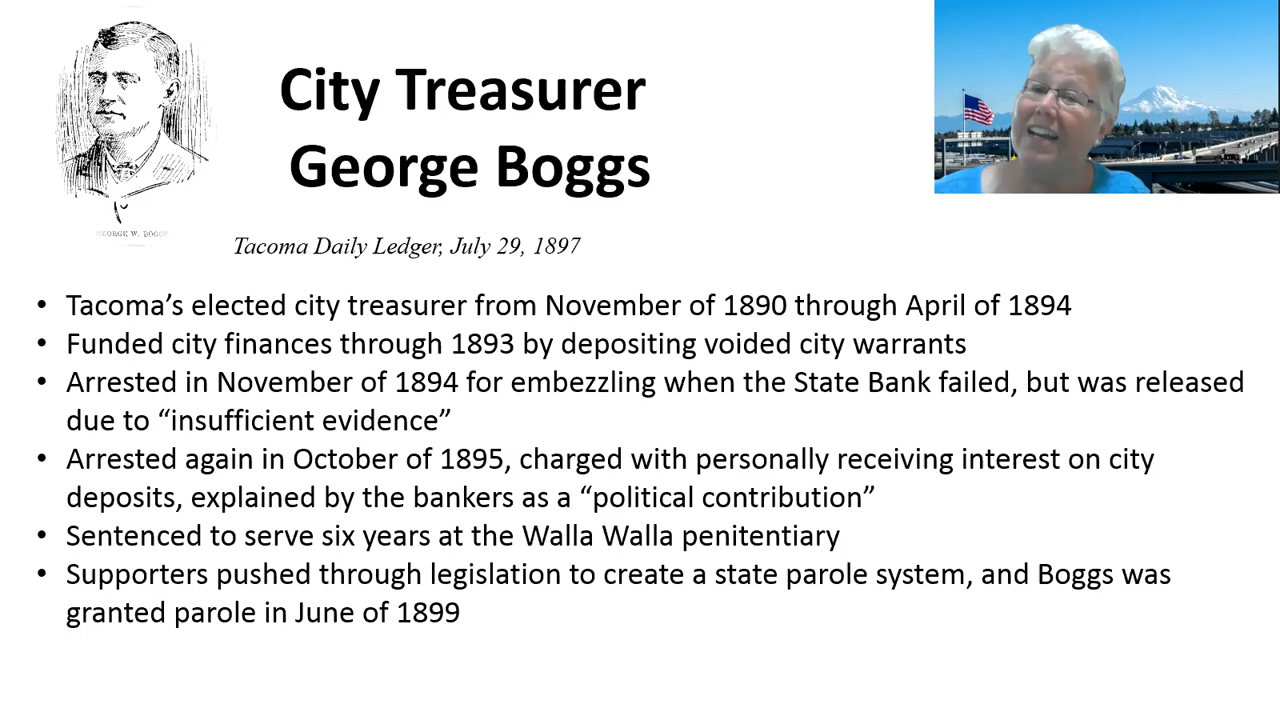 City Treasurer
George Boggs
GEORGE W. BOGGS
Tacoma Daily Ledger, July 29, 1897
• Tacoma’s elected city treasurer from November of 1890 through April of 1894
• Funded city finances through 1893 by depositing voided city warrants
• Arrested in November of 1894 for embezzling when the State Bank failed, but was released
due to “insufficient evidence”
• Arrested again in October of 1895, charged with personally receiving interest on city
deposits, explained by the bankers as a “political contribution”
• Sentenced to serve six years at the Walla Walla penitentiary
• Supporters pushed through legislation to create a state parole system, and Boggs was
granted parole in June of 1899